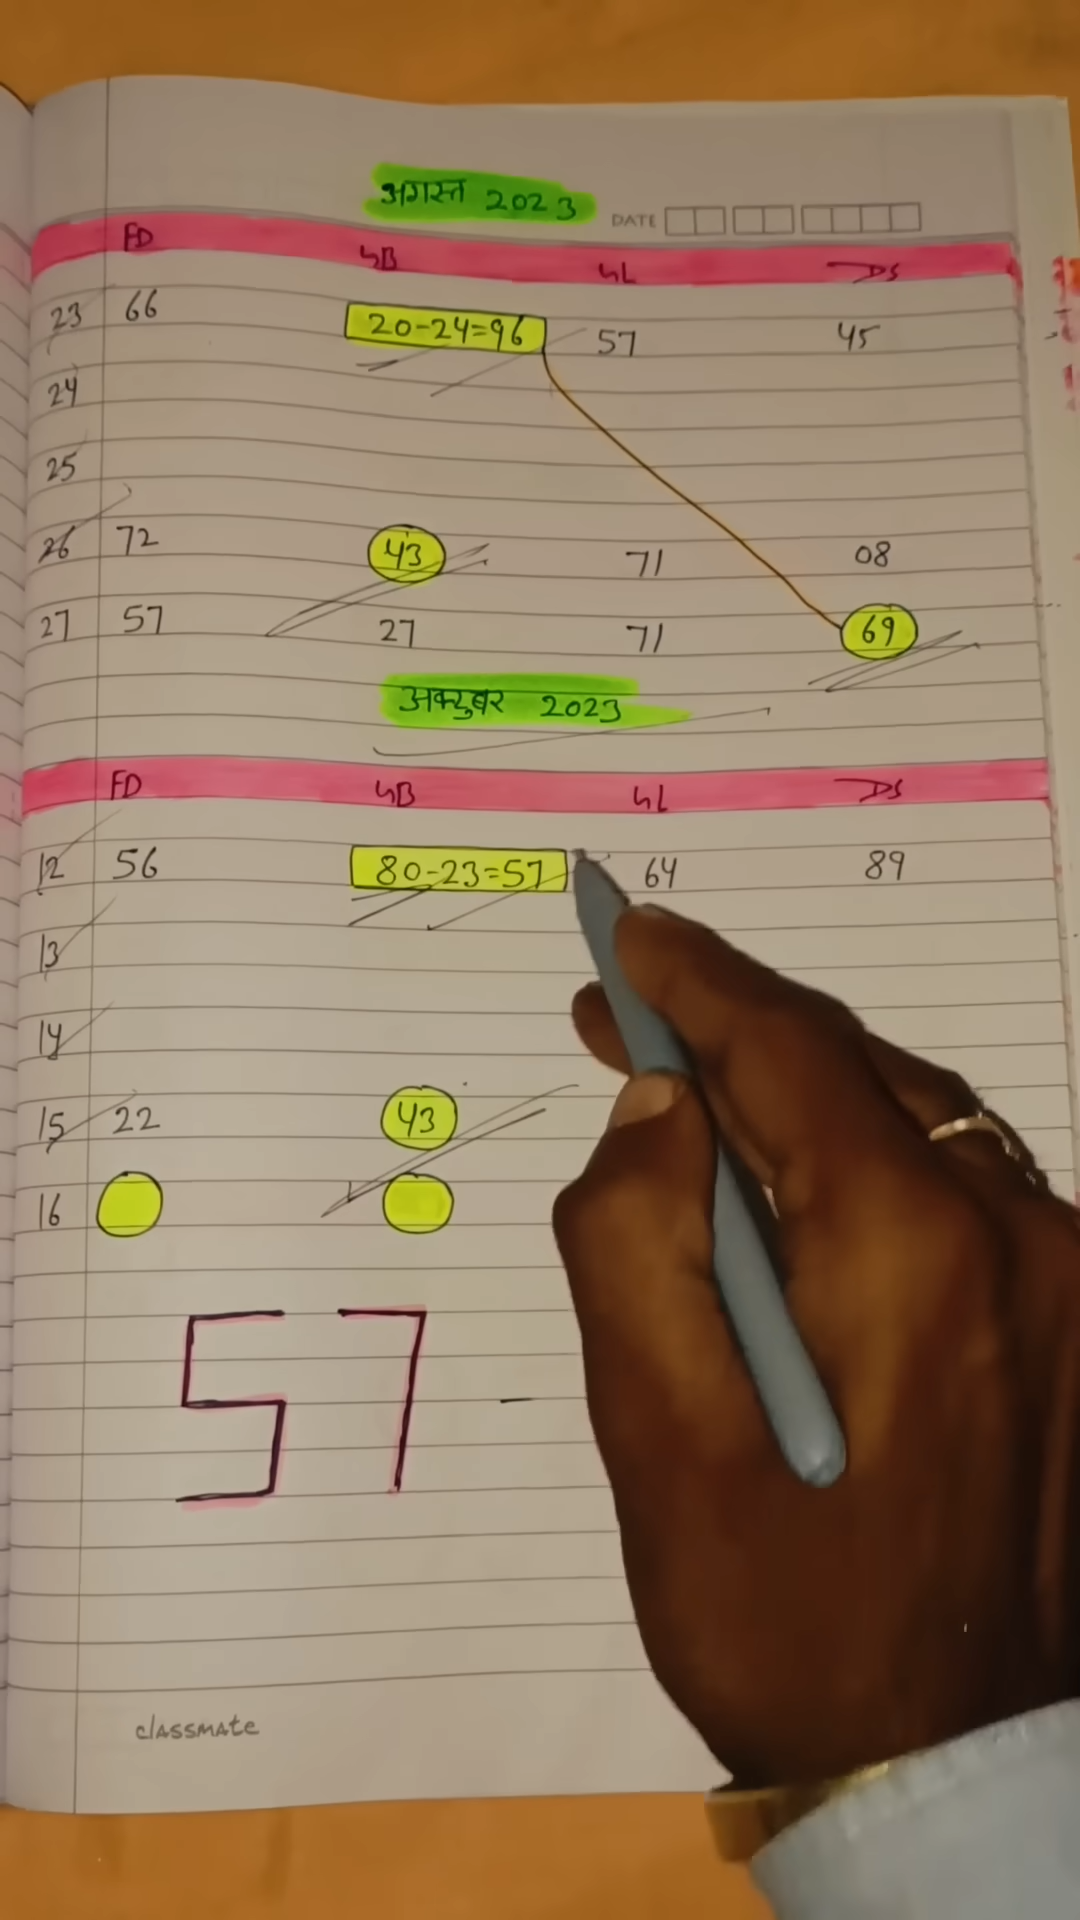 अगस्त 2023
DATE
FD GB GL DS
23 66 20-24=96 57 45
24
25
26 72 43 71 08
27 57 27 71 69
अक्टुबर 2023
FD GB GL DS
12 56 80-23=57 64 89
13
14
15 22 43
16
57 -
classmate